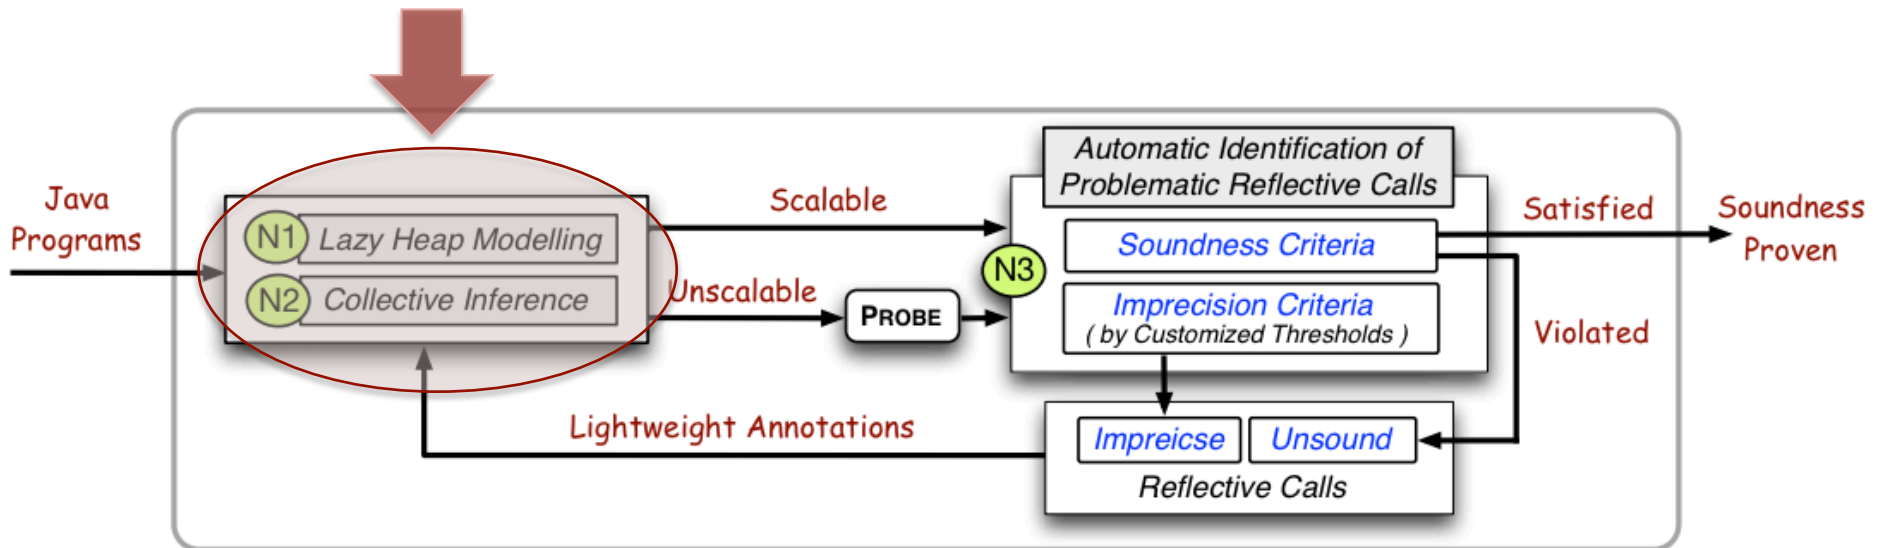 Java
Programs
N1 Lazy Heap Modelling
N2 Collective Inference
Scalable
Unscalable
PROBE
N3
Automatic Identification of
Problematic Reflective Calls
Soundness Criteria
Imprecision Criteria
( by Customized Thresholds )
Satisfied
Soundness
Proven
Violated
Lightweight Annotations
Impreicse
Unsound
Reflective Calls